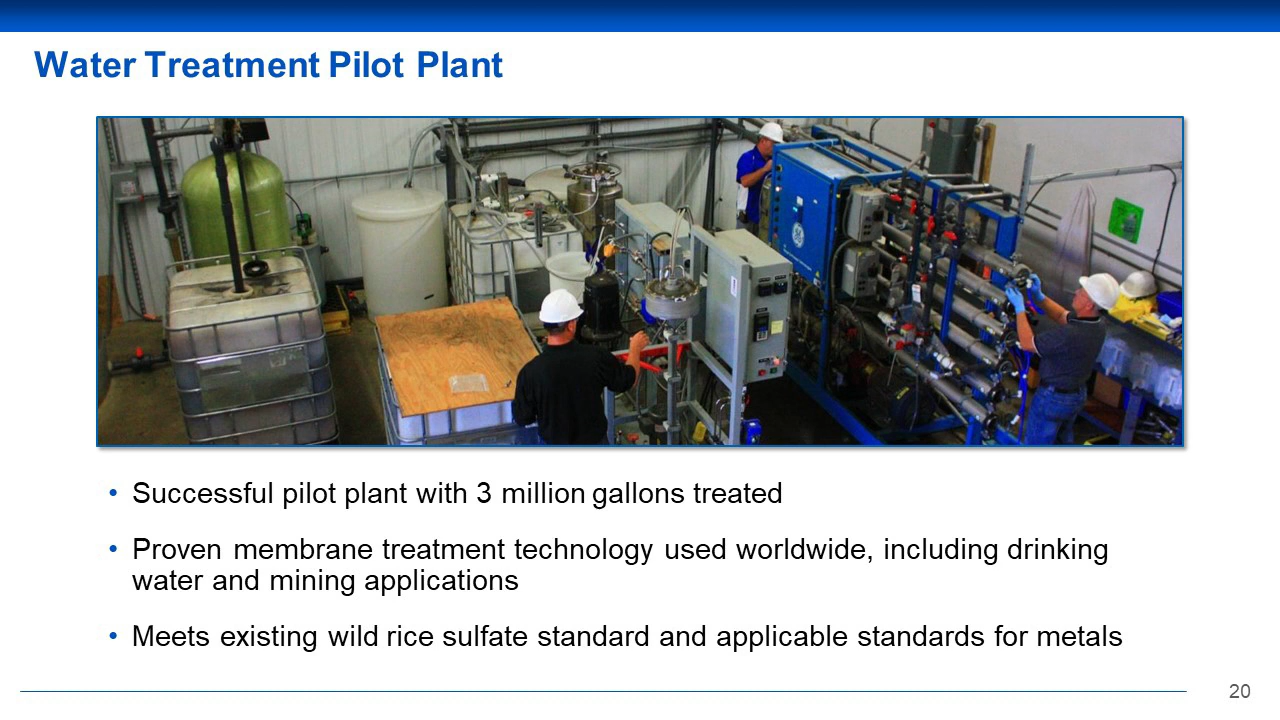 Water Treatment Pilot Plant
• Successful pilot plant with 3 million gallons treated
• Proven membrane treatment technology used worldwide, including drinking
water and mining applications
• Meets existing wild rice sulfate standard and applicable standards for metals
20